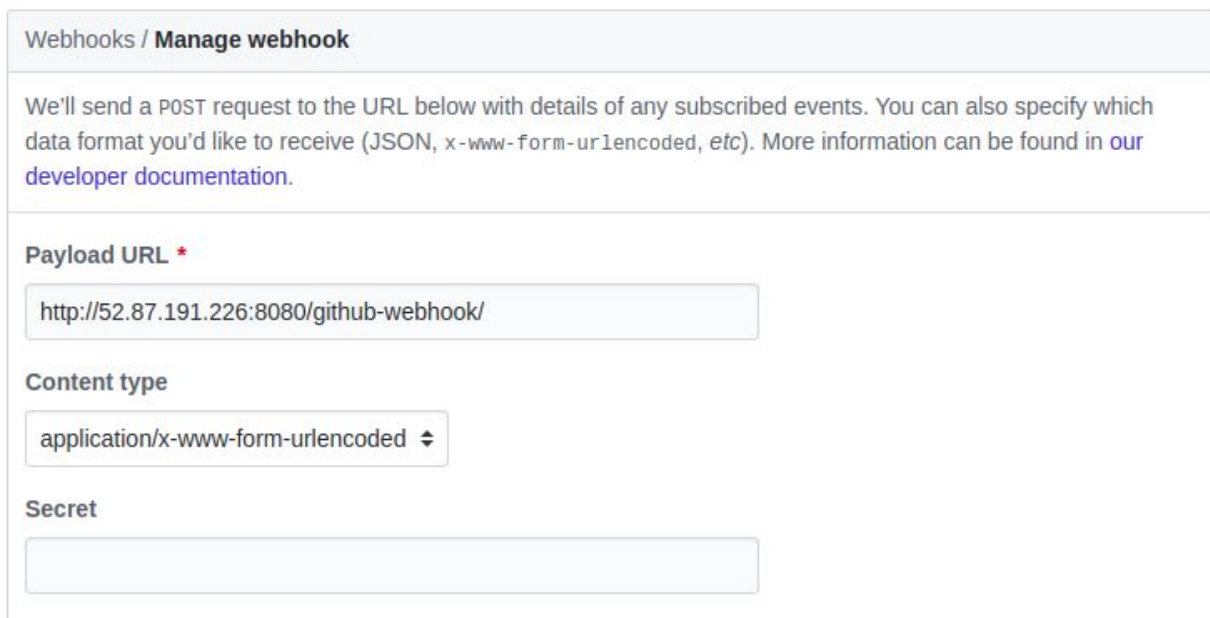 Webhooks / Manage webhook
We’ll send a POST request to the URL below with details of any subscribed events. You can also specify which
data format you’d like to receive (JSON, x-www-form-urlencoded, etc). More information can be found in our
developer documentation.
Payload URL *
http://52.87.191.226:8080/github-webhook/
Content type
application/x-www-form-urlencoded
Secret